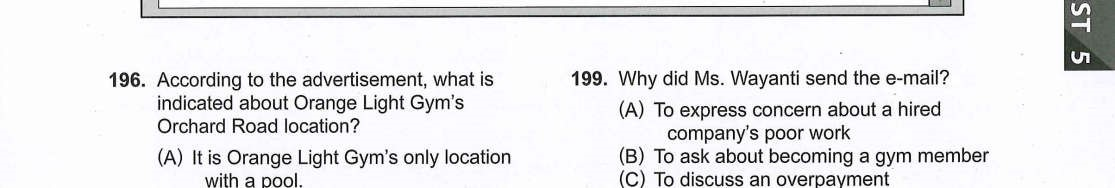 ST 5
196. According to the advertisement, what is
indicated about Orange Light Gym's
Orchard Road location?
(A) It is Orange Light Gym's only location
with a pool.
199. Why did Ms. Wayanti send the e-mail?
(A) To express concern about a hired
company's poor work
(B) To ask about becoming a gym member
(C) To discuss an overpayment